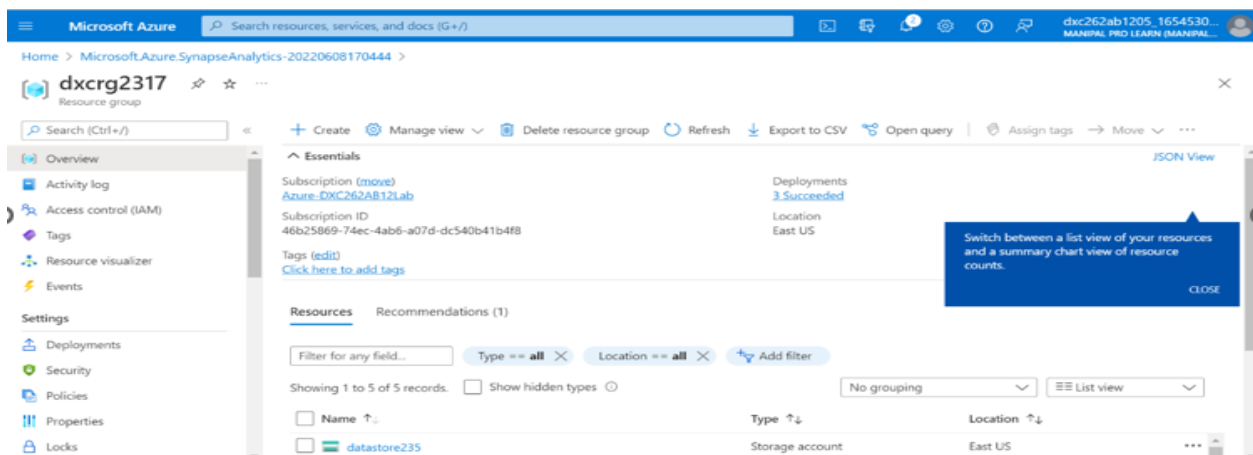 Microsoft Azure
Search resources, services, and docs (G+/)
2
dxc262ab1205_1654530...
MANIPAL PRO LEARN (MANIPAL...
Home > Microsoft.Azure.SynapseAnalytics-20220608170444 >
dxcrg2317
Resource group
Search (Ctrl+/)
Create
Manage view
Delete resource group
Refresh
Export to CSV
Open query
Assign tags
Move
Overview
Activity log
Access control (IAM)
Tags
Resource visualizer
Events
Settings
Deployments
Security
Policies
Properties
Locks
Essentials
JSON View
Subscription (move)
Azure-DXC262AB12Lab
Subscription ID
46b25869-74ec-4ab6-a07d-dc540b41b4f8
Tags (edit)
Click here to add tags
Deployments
3 Succeeded
Location
East US
Switch between a list view of your resources
and a summary chart view of resource
counts.
CLOSE
Resources
Recommendations (1)
Filter for any field...
Type == all
Location == all
Add filter
Showing 1 to 5 of 5 records.
Show hidden types
No grouping
List view
Name
Type
Location
datastore235
Storage account
East US